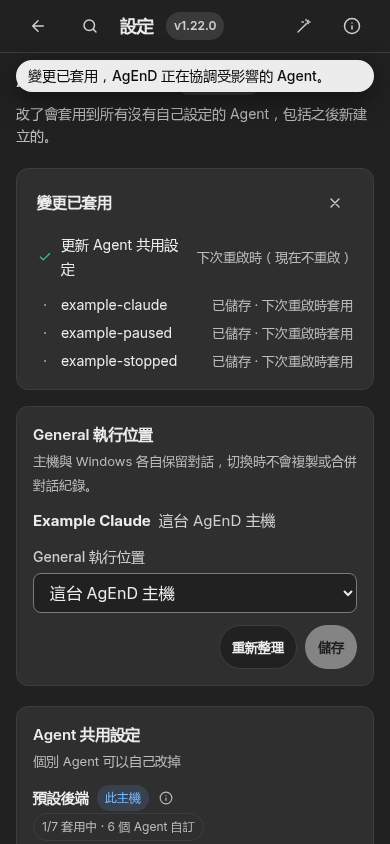 設定 v1.22.0
變更已套用，AgEnD 正在協調受影響的 Agent。
改了會套用到所有沒有自己設定的 Agent，包括之後新建
立的。
變更已套用
更新 Agent 共用設
定
下次重啟時（現在不重啟）
example-claude 已儲存 · 下次重啟時套用
example-paused 已儲存 · 下次重啟時套用
example-stopped 已儲存 · 下次重啟時套用
General 執行位置
主機與 Windows 各自保留對話，切換時不會複製或合併
對話紀錄。
Example Claude 這台 AgEnD 主機
General 執行位置
這台 AgEnD 主機
重新整理 儲存
Agent 共用設定
個別 Agent 可以自己改掉
預設後端 此主機
1/7 套用中 · 6 個 Agent 自訂